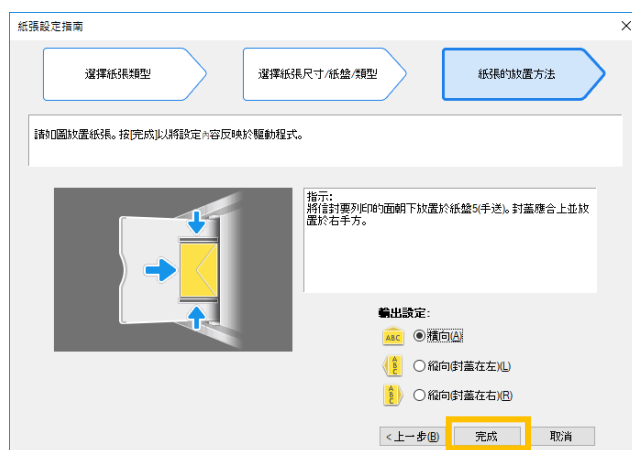 紙張設定指南
選擇紙張類型
選擇紙張尺寸/紙盤/類型
紙張的放置方法
請如圖放置紙張。按[完成]以將設定內容反映於驅動程式。
指示:
將信封要列印的面朝下放置於紙盤5(手送)。封蓋應合上並放
置於右手方。
輸出設定:
ABC 橫向(A)
ABC 縱向(封蓋在左)(L)
ABC 縱向(封蓋在右)(R)
<上一步(B) 完成 取消